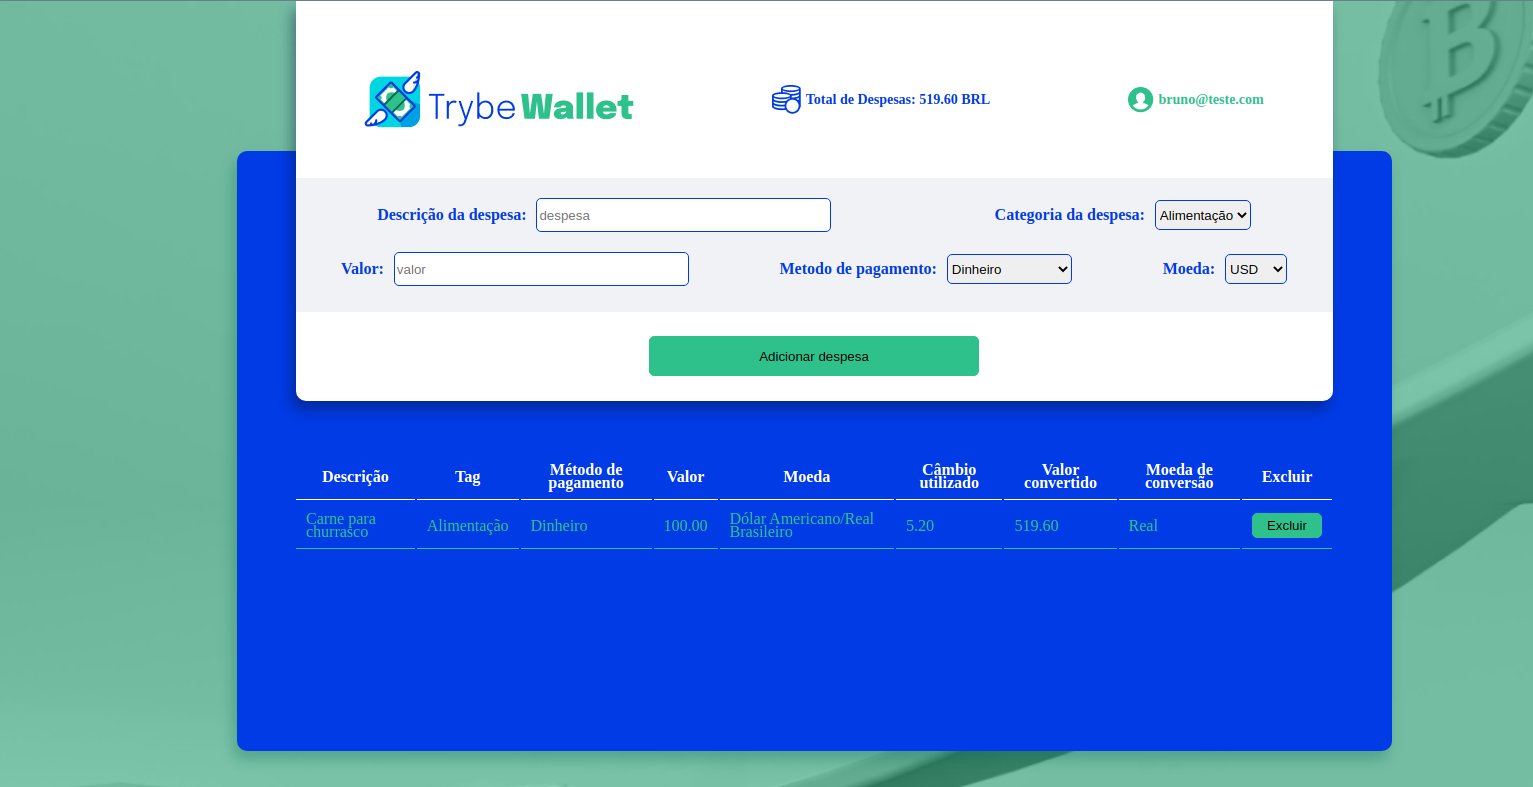 Trybe Wallet
Total de Despesas: 519.60 BRL
bruno@teste.com
Descrição da despesa: despesa Categoria da despesa: Alimentação
Valor: valor Metodo de pagamento: Dinheiro Moeda: USD
Adicionar despesa
Descrição Tag Método de pagamento Valor Moeda Câmbio utilizado Valor convertido Moeda de conversão Excluir
Carne para churrasco Alimentação Dinheiro 100.00 Dólar Americano/Real Brasileiro 5.20 519.60 Real Excluir